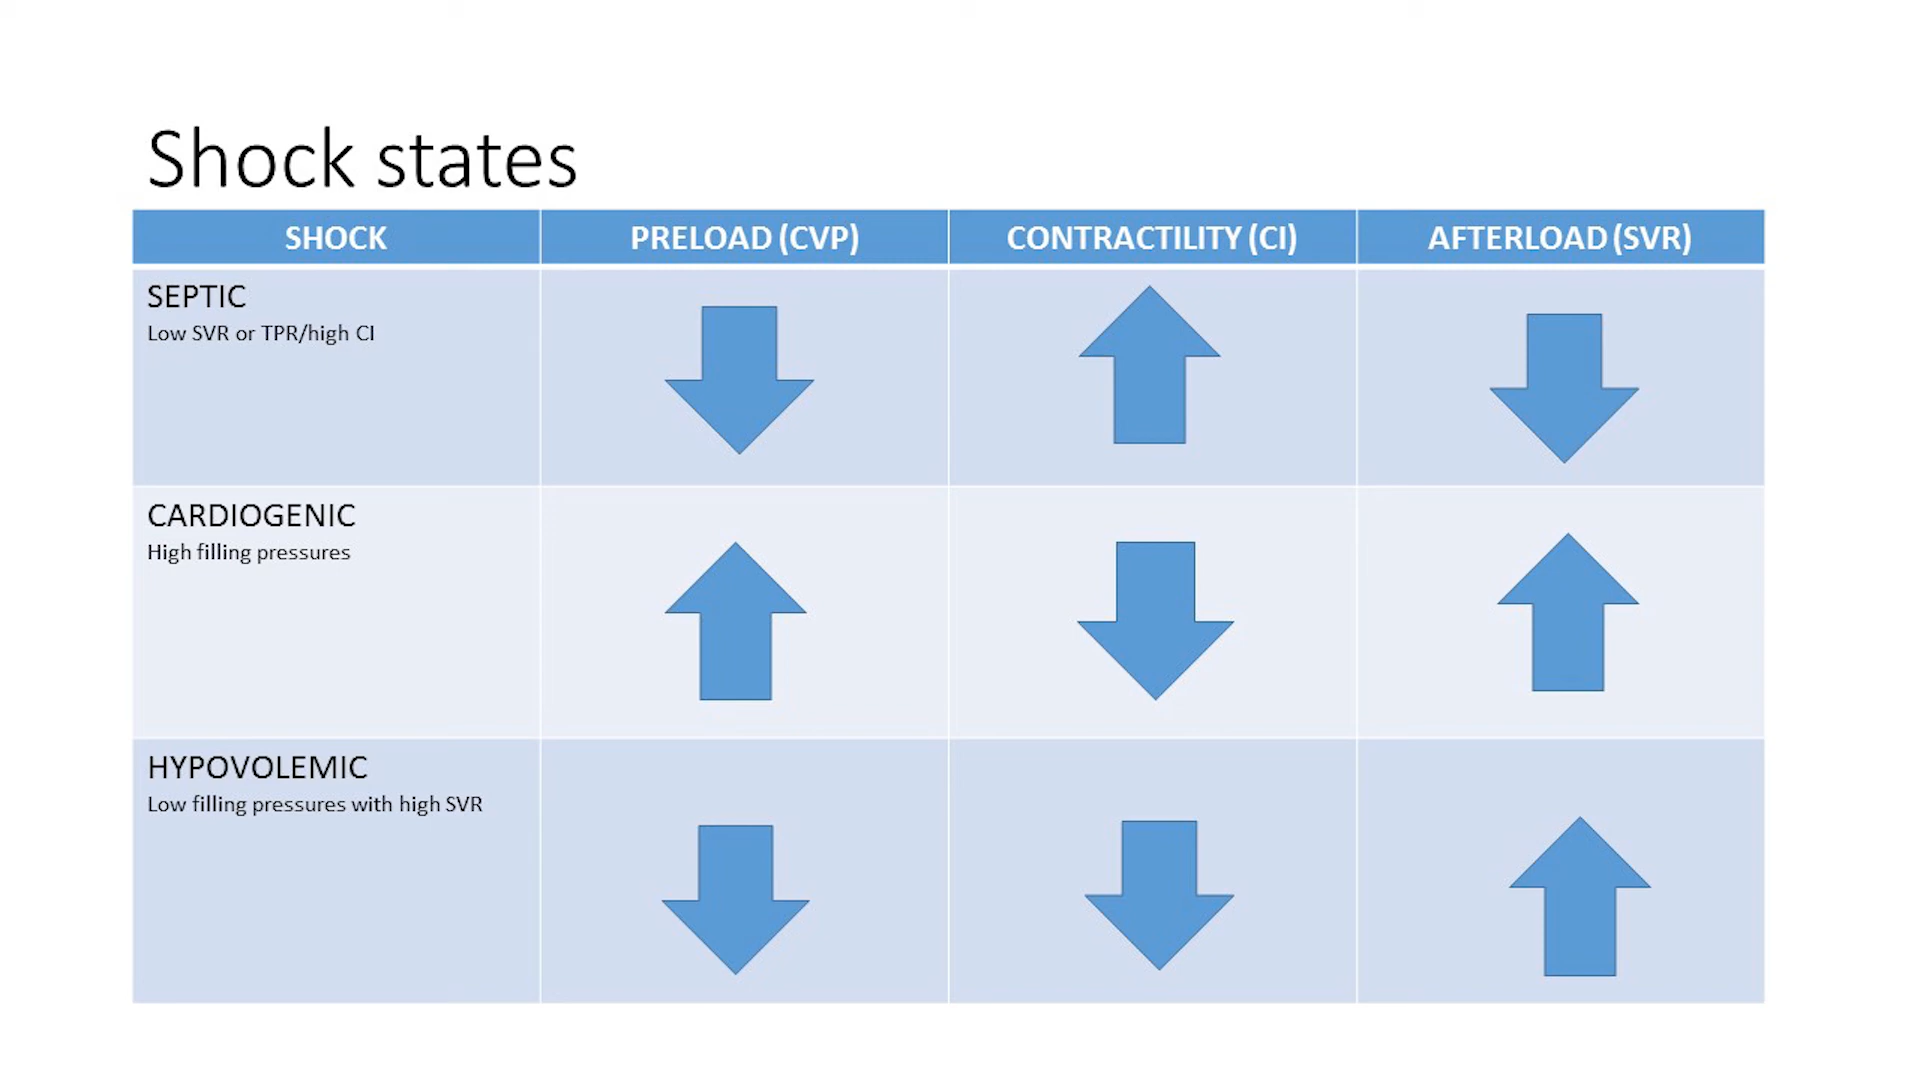 Shock states
SHOCK
PRELOAD (CVP)
CONTRACTILITY (CI)
AFTERLOAD (SVR)
SEPTIC
Low SVR or TPR/high CI
CARDIOGENIC
High filling pressures
HYPOVOLEMIC
Low filling pressures with high SVR